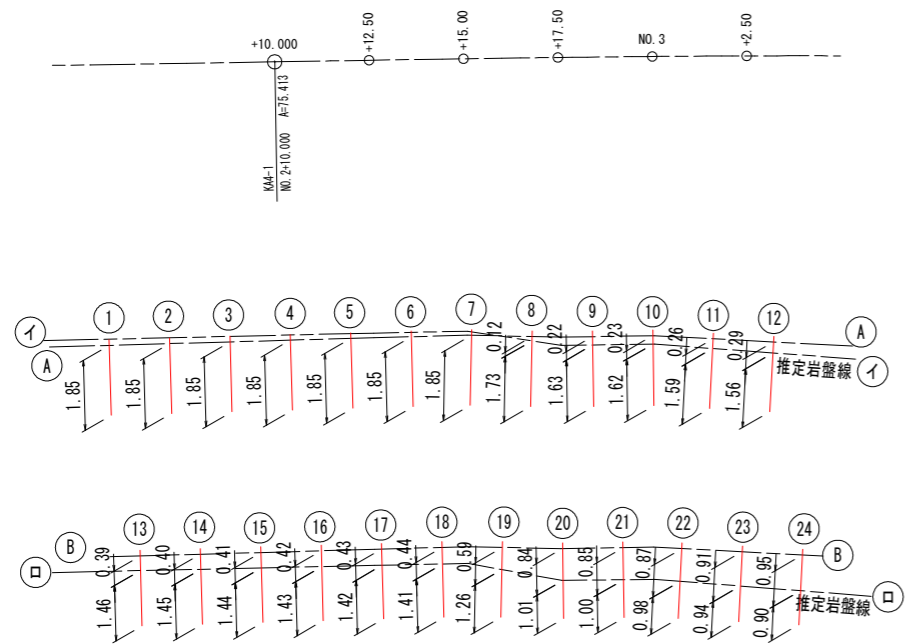 +10.000 +12.50 +15.00 +17.50 NO.3 +2.50
A=75.413
KA4-1
NO.2+10.000
イ 1 2 3 4 5 6 7 8 9 10 11 12 A
A 推定岩盤線 イ
0.12 0.22 0.23 0.26 0.29
1.85 1.85 1.85 1.85 1.85 1.85 1.85 1.73 1.63 1.62 1.59 1.56
B 13 14 15 16 17 18 19 20 21 22 23 24 B
ロ 推定岩盤線 ロ
0.39 0.40 0.41 0.42 0.43 0.44 0.59 0.84 0.85 0.87 0.91 0.95
1.46 1.45 1.44 1.43 1.42 1.41 1.26 1.01 1.00 0.98 0.94 0.90